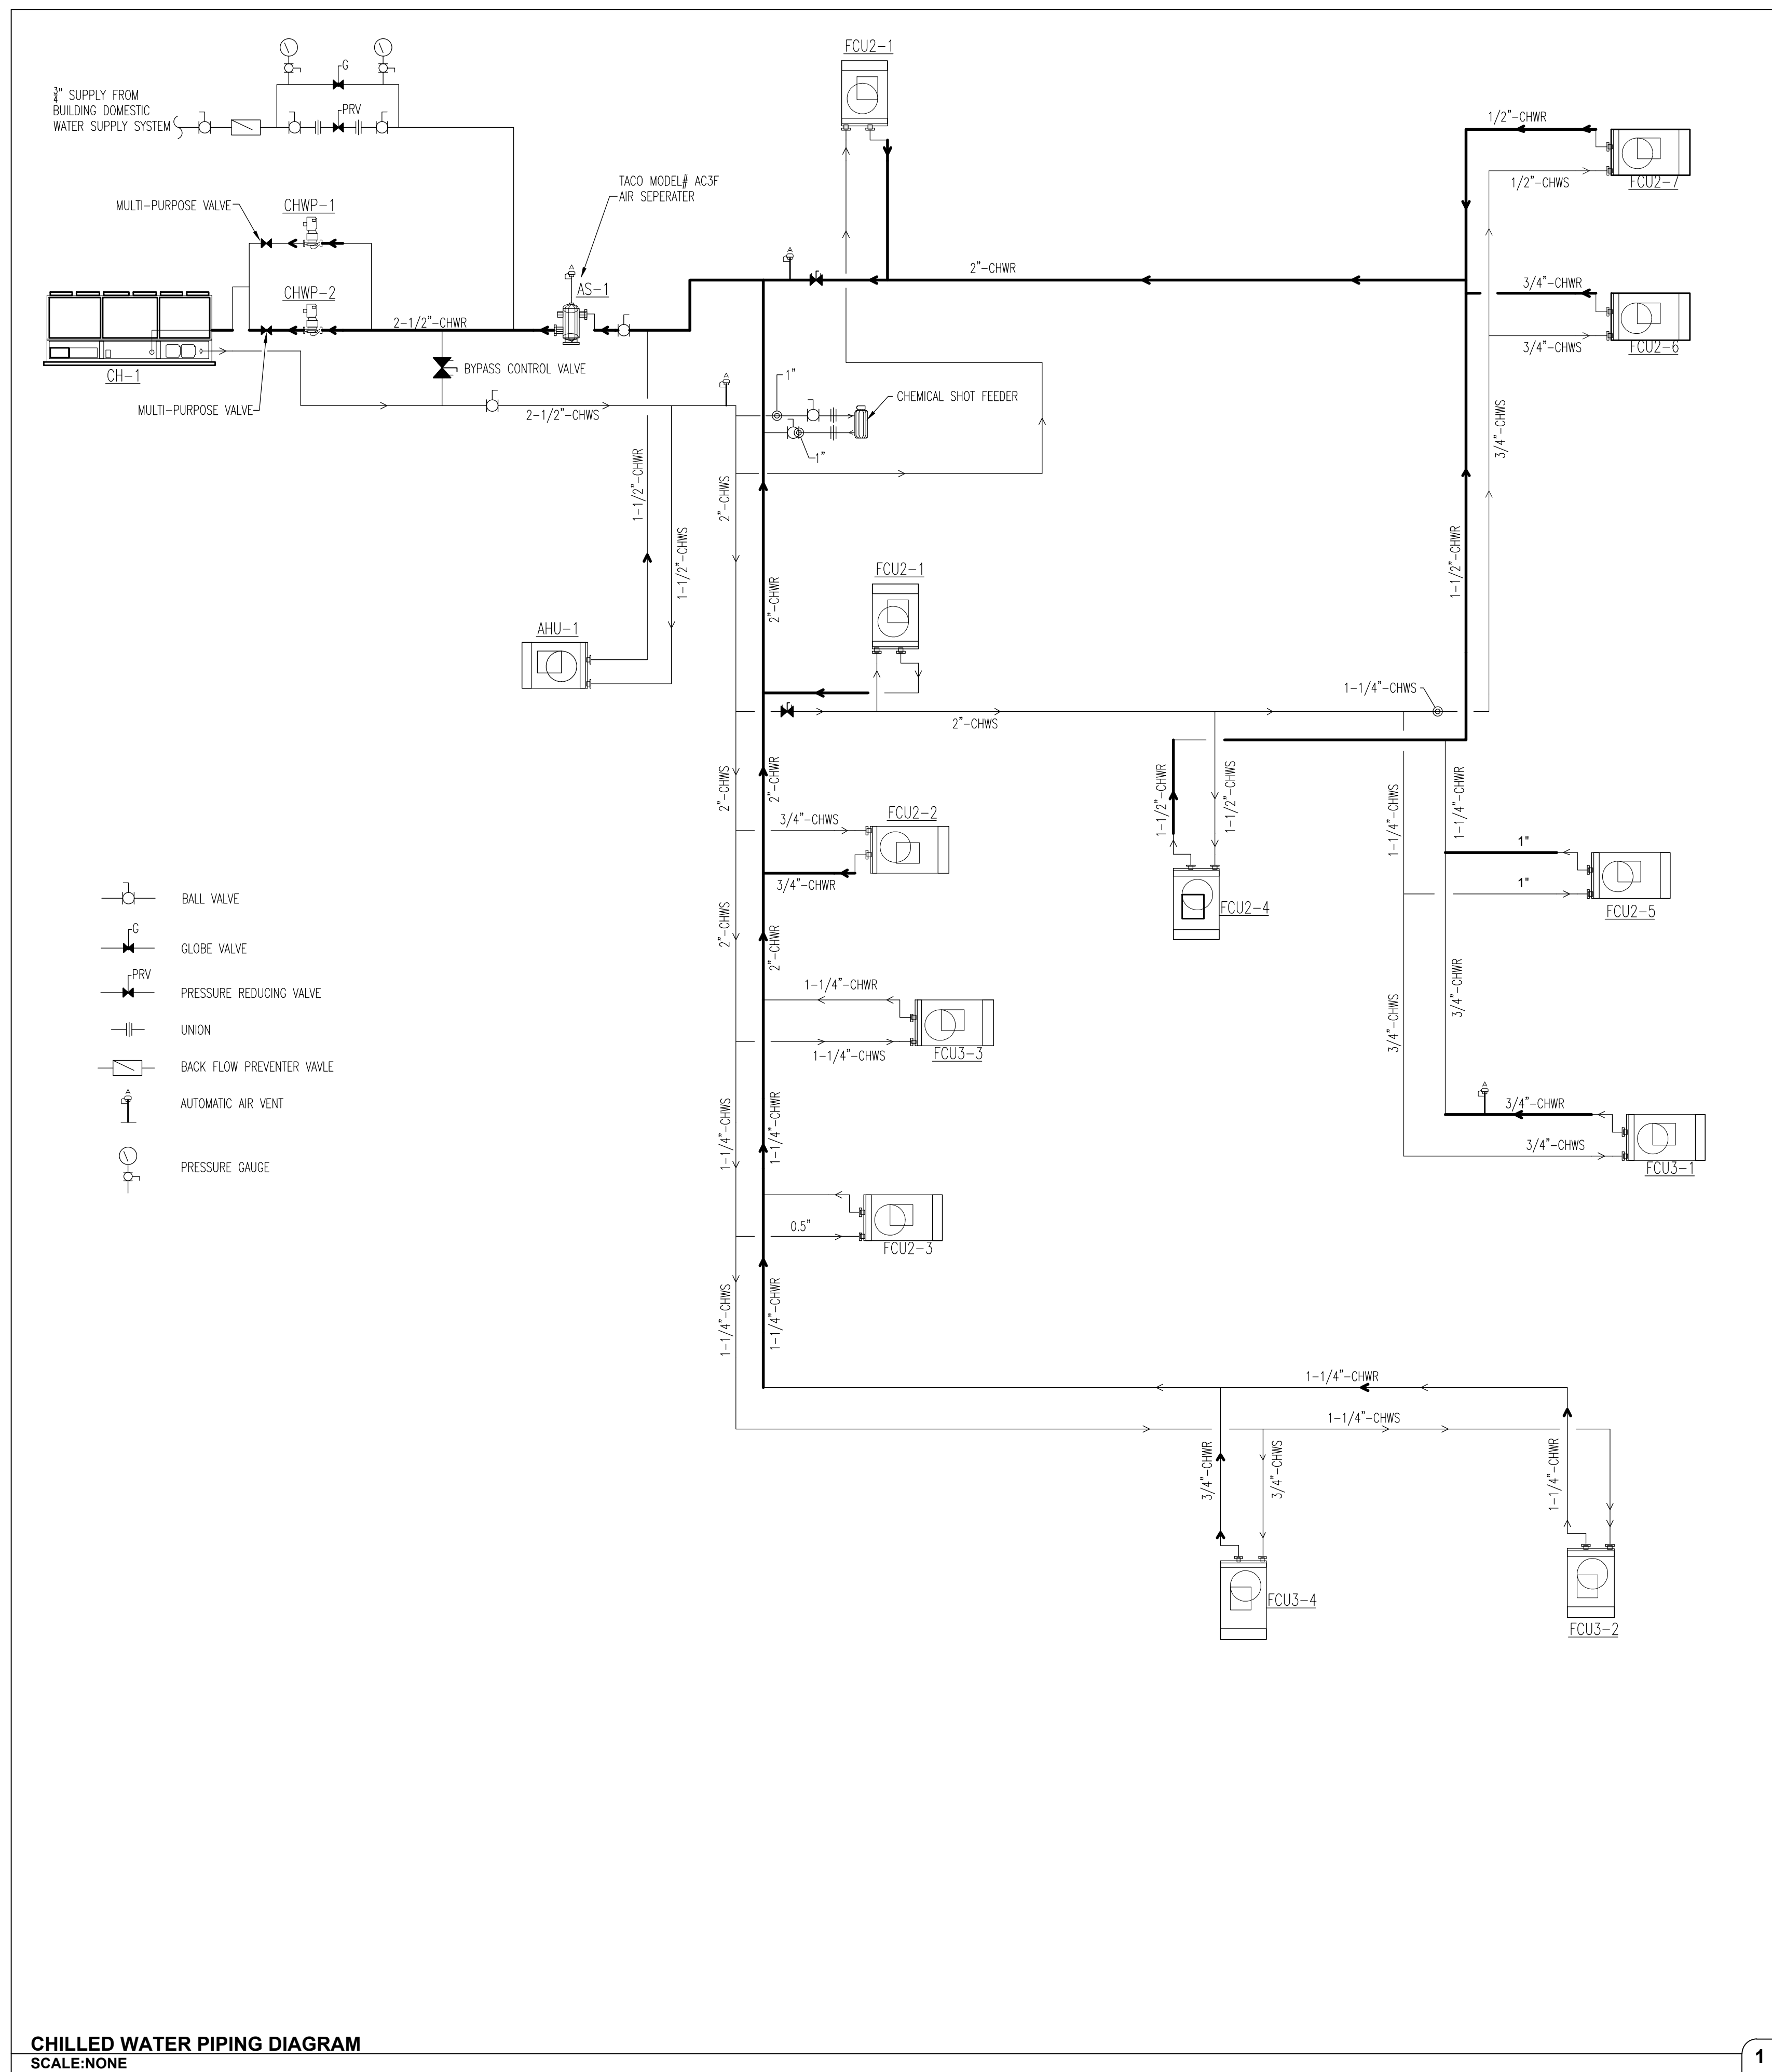 FCU2-1
G
3/4" SUPPLY FROM
BUILDING DOMESTIC
WATER SUPPLY SYSTEM
PRV
1/2"-CHWR
1/2"-CHWS
FCU2-7
TACO MODEL# AC3F
AIR SEPERATER
MULTI-PURPOSE VALVE
CHWP-1
A
AS-1
A
2"-CHWR
3/4"-CHWR
CHWP-2
2-1/2"-CHWR
3/4"-CHWS
FCU2-6
CH-1
BYPASS CONTROL VALVE
MULTI-PURPOSE VALVE
A
2-1/2"-CHWS
1"
CHEMICAL SHOT FEEDER
1"
3/4"-CHWS
1-1/2"-CHWR
2"-CHWS
1-1/2"-CHWS
1-1/2"-CHWR
2"-CHWR
FCU2-1
AHU-1
1-1/4"-CHWS
2"-CHWS
2"-CHWS
2"-CHWR
1-1/2"-CHWR
1-1/2"-CHWS
1-1/4"-CHWS
1-1/4"-CHWR
3/4"-CHWS
FCU2-2
3/4"-CHWR
1"
1"
FCU2-4
FCU2-5
BALL VALVE
G
GLOBE VALVE
PRV
PRESSURE REDUCING VALVE
UNION
BACK FLOW PREVENTER VAVLE
A
AUTOMATIC AIR VENT
PRESSURE GAUGE
2"-CHWS
2"-CHWR
1-1/4"-CHWR
1-1/4"-CHWS
FCU3-3
3/4"-CHWS
3/4"-CHWR
A
3/4"-CHWR
3/4"-CHWS
FCU3-1
1-1/4"-CHWS
1-1/4"-CHWR
0.5"
FCU2-3
1-1/4"-CHWS
1-1/4"-CHWR
1-1/4"-CHWR
1-1/4"-CHWS
3/4"-CHWR
3/4"-CHWS
1-1/4"-CHWR
FCU3-4
FCU3-2
CHILLED WATER PIPING DIAGRAM
SCALE:NONE
1